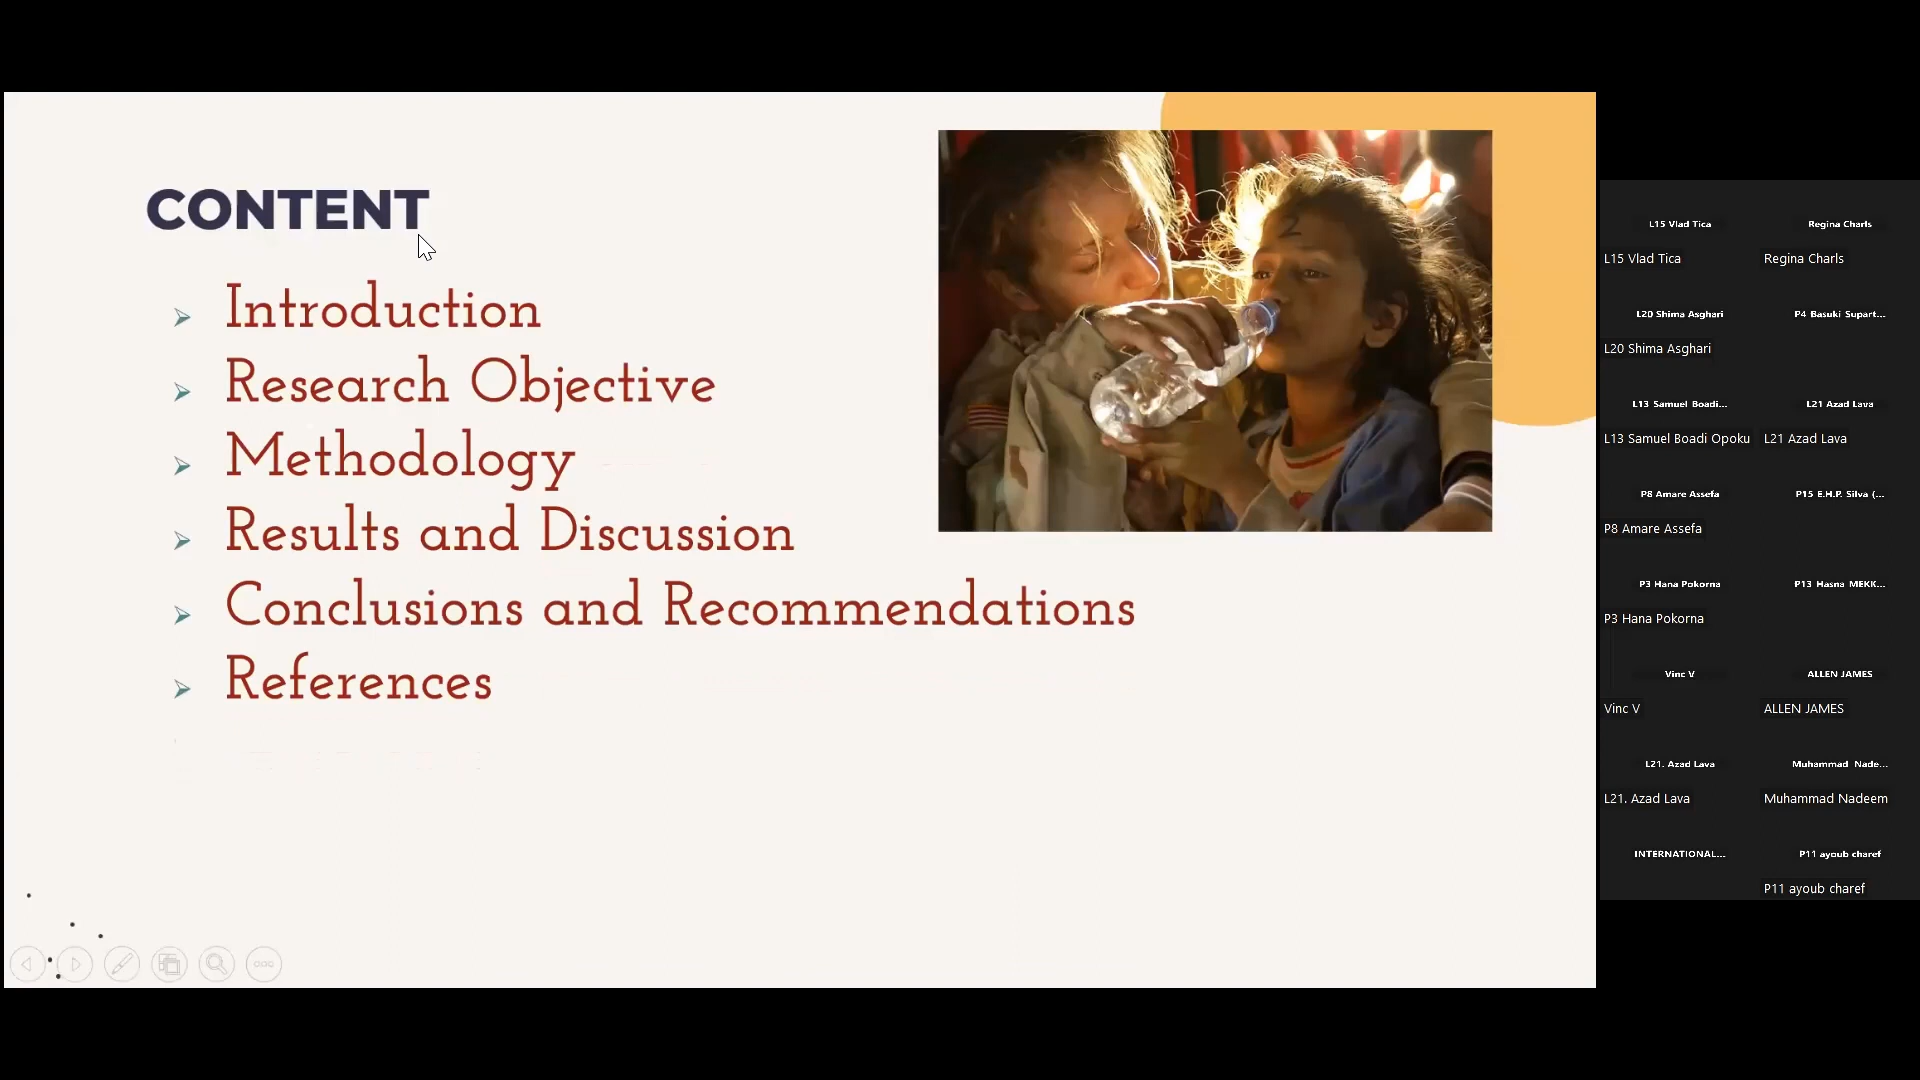 CONTENT
Introduction
Research Objective
Methodology
Results and Discussion
Conclusions and Recommendations
References
L15 Vlad Tica
Regina Charls
L15 Vlad Tica
Regina Charls
L20 Shima Asghari
P4 Basuki Supart...
L20 Shima Asghari
L13 Samuel Boadi...
L21 Azad Lava
L13 Samuel Boadi Opoku
L21 Azad Lava
P8 Amare Assefa
P15 E.H.P. Silva (...
P8 Amare Assefa
P3 Hana Pokorna
P13 Hasna MEKK...
P3 Hana Pokorna
Vinc V
ALLEN JAMES
Vinc V
ALLEN JAMES
L21. Azad Lava
Muhammad Nade...
L21. Azad Lava
Muhammad Nadeem
INTERNATIONAL...
P11 ayoub charef
P11 ayoub charef